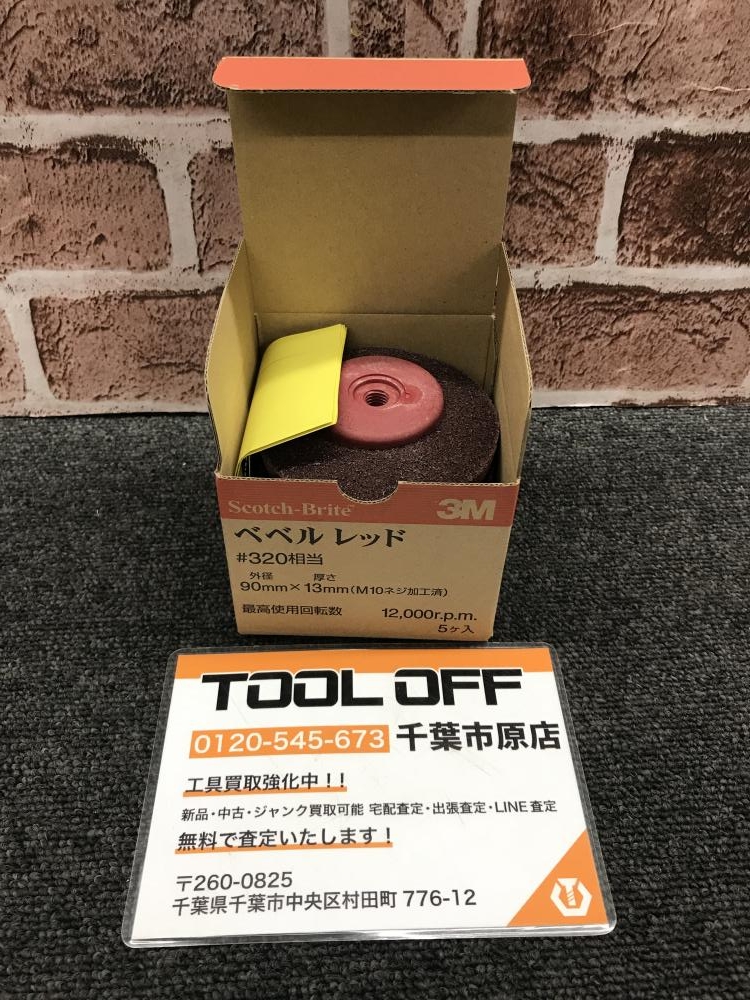 Scotch-Brite™ 3M
ベベル レッド
#320相当
外径 厚さ
90mm×13mm(M10ネジ加工済)
最高使用回転数 12,000r.p.m.
5ヶ入
TOOL OFF
0120-545-673 千葉市原店
工具買取強化中!!
新品・中古・ジャンク買取可能 宅配査定・出張査定・LINE査定
無料で査定いたします!
〒260-0825
千葉県千葉市中央区村田町 776-12